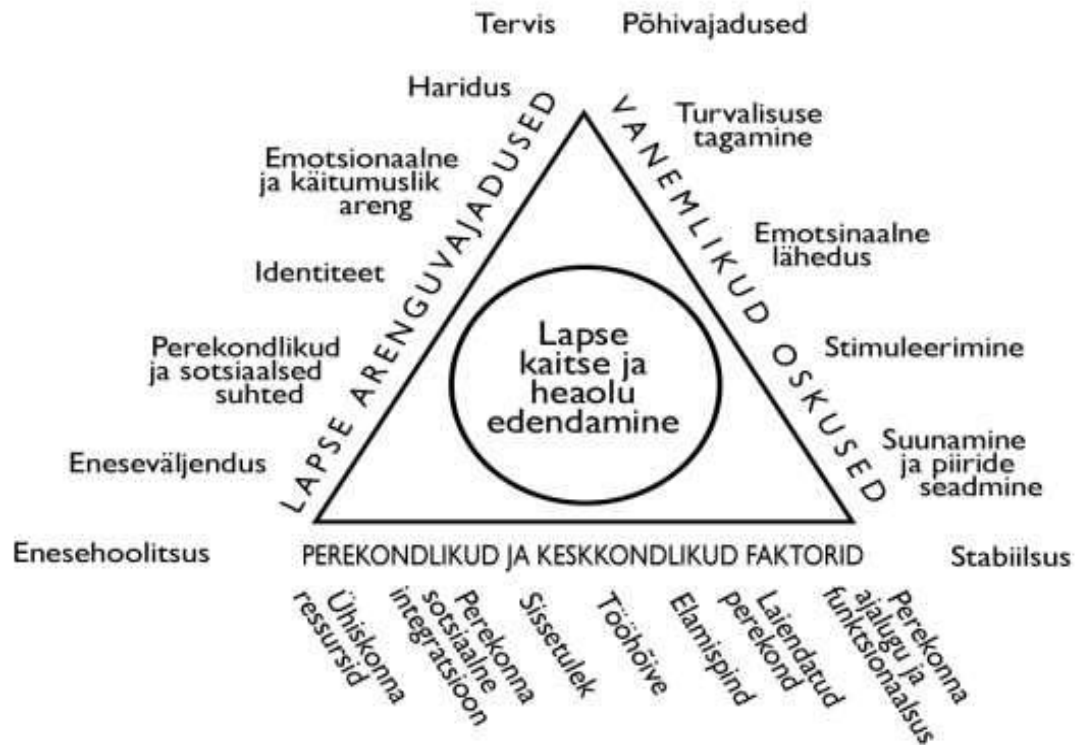 Tervis
Põhivajadused
Haridus
Turvalisuse
tagamine
Emotsionaalne
ja käitumuslik
areng
Emotsinaalne
lähedus
Identiteet
Stimuleerimine
Perekondlikud
ja sotsiaalsed
suhted
Suunamine
ja piiride
seadmine
Eneseväljendus
Enesehoolitsus
Stabiilsus
LAPSE ARENGUVAJADUSED
VANEMLIKUD OSKUSED
Lapse
kaitse ja
heaolu
edendamine
PEREKONDLIKUD JA KESKKONDLIKUD FAKTORID
Ühiskonna
ressursid
Perekonna
sotsiaalne
integratsioon
Sissetulek
Tööhõive
Elamispind
Laiendatud
perekond
Perekonna
ajalugu ja
funktsionaalsus